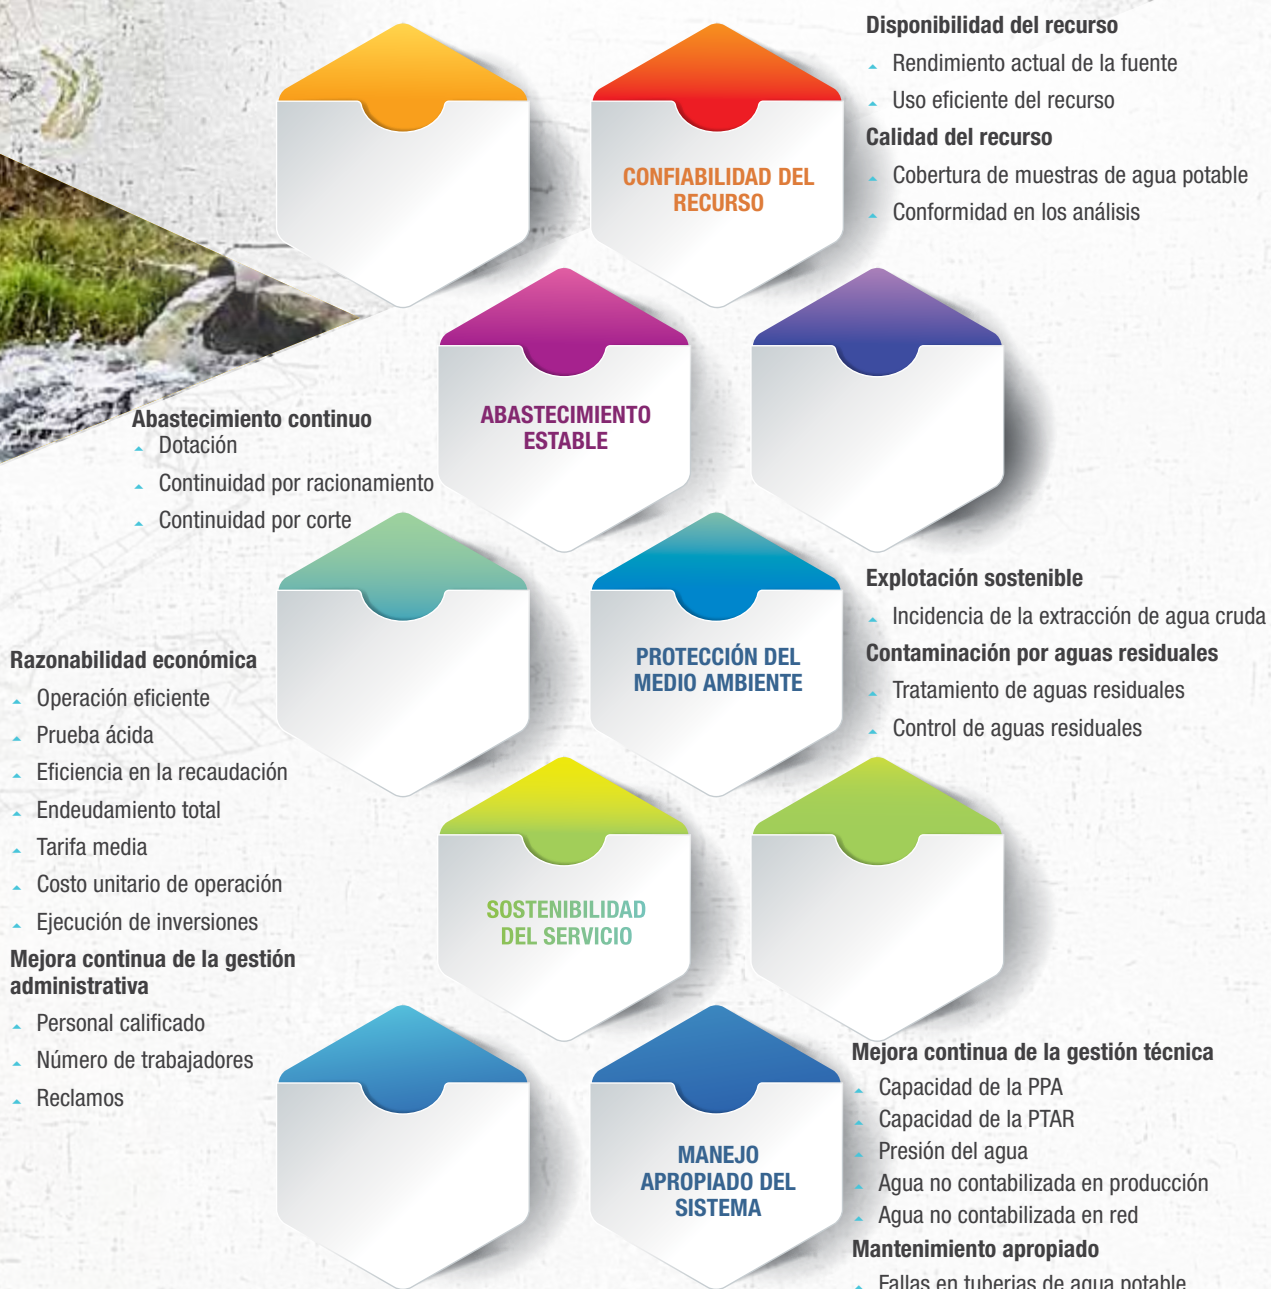 Disponibilidad del recurso
Rendimiento actual de la fuente
Uso eficiente del recurso
Calidad del recurso
Cobertura de muestras de agua potable
Conformidad en los análisis
CONFIABILIDAD DEL
RECURSO
Abastecimiento continuo
Dotación
Continuidad por racionamiento
Continuidad por corte
ABASTECIMIENTO
ESTABLE
Explotación sostenible
Incidencia de la extracción de agua cruda
Contaminación por aguas residuales
Tratamiento de aguas residuales
Control de aguas residuales
PROTECCIÓN DEL
MEDIO AMBIENTE
Razonabilidad económica
Operación eficiente
Prueba ácida
Eficiencia en la recaudación
Endeudamiento total
Tarifa media
Costo unitario de operación
Ejecución de inversiones
Mejora continua de la gestión
administrativa
Personal calificado
Número de trabajadores
Reclamos
SOSTENIBILIDAD
DEL SERVICIO
Mejora continua de la gestión técnica
Capacidad de la PPA
Capacidad de la PTAR
Presión del agua
Agua no contabilizada en producción
Agua no contabilizada en red
Mantenimiento apropiado
Fallas en tuberias de agua potable
MANEJO
APROPIADO DEL
SISTEMA